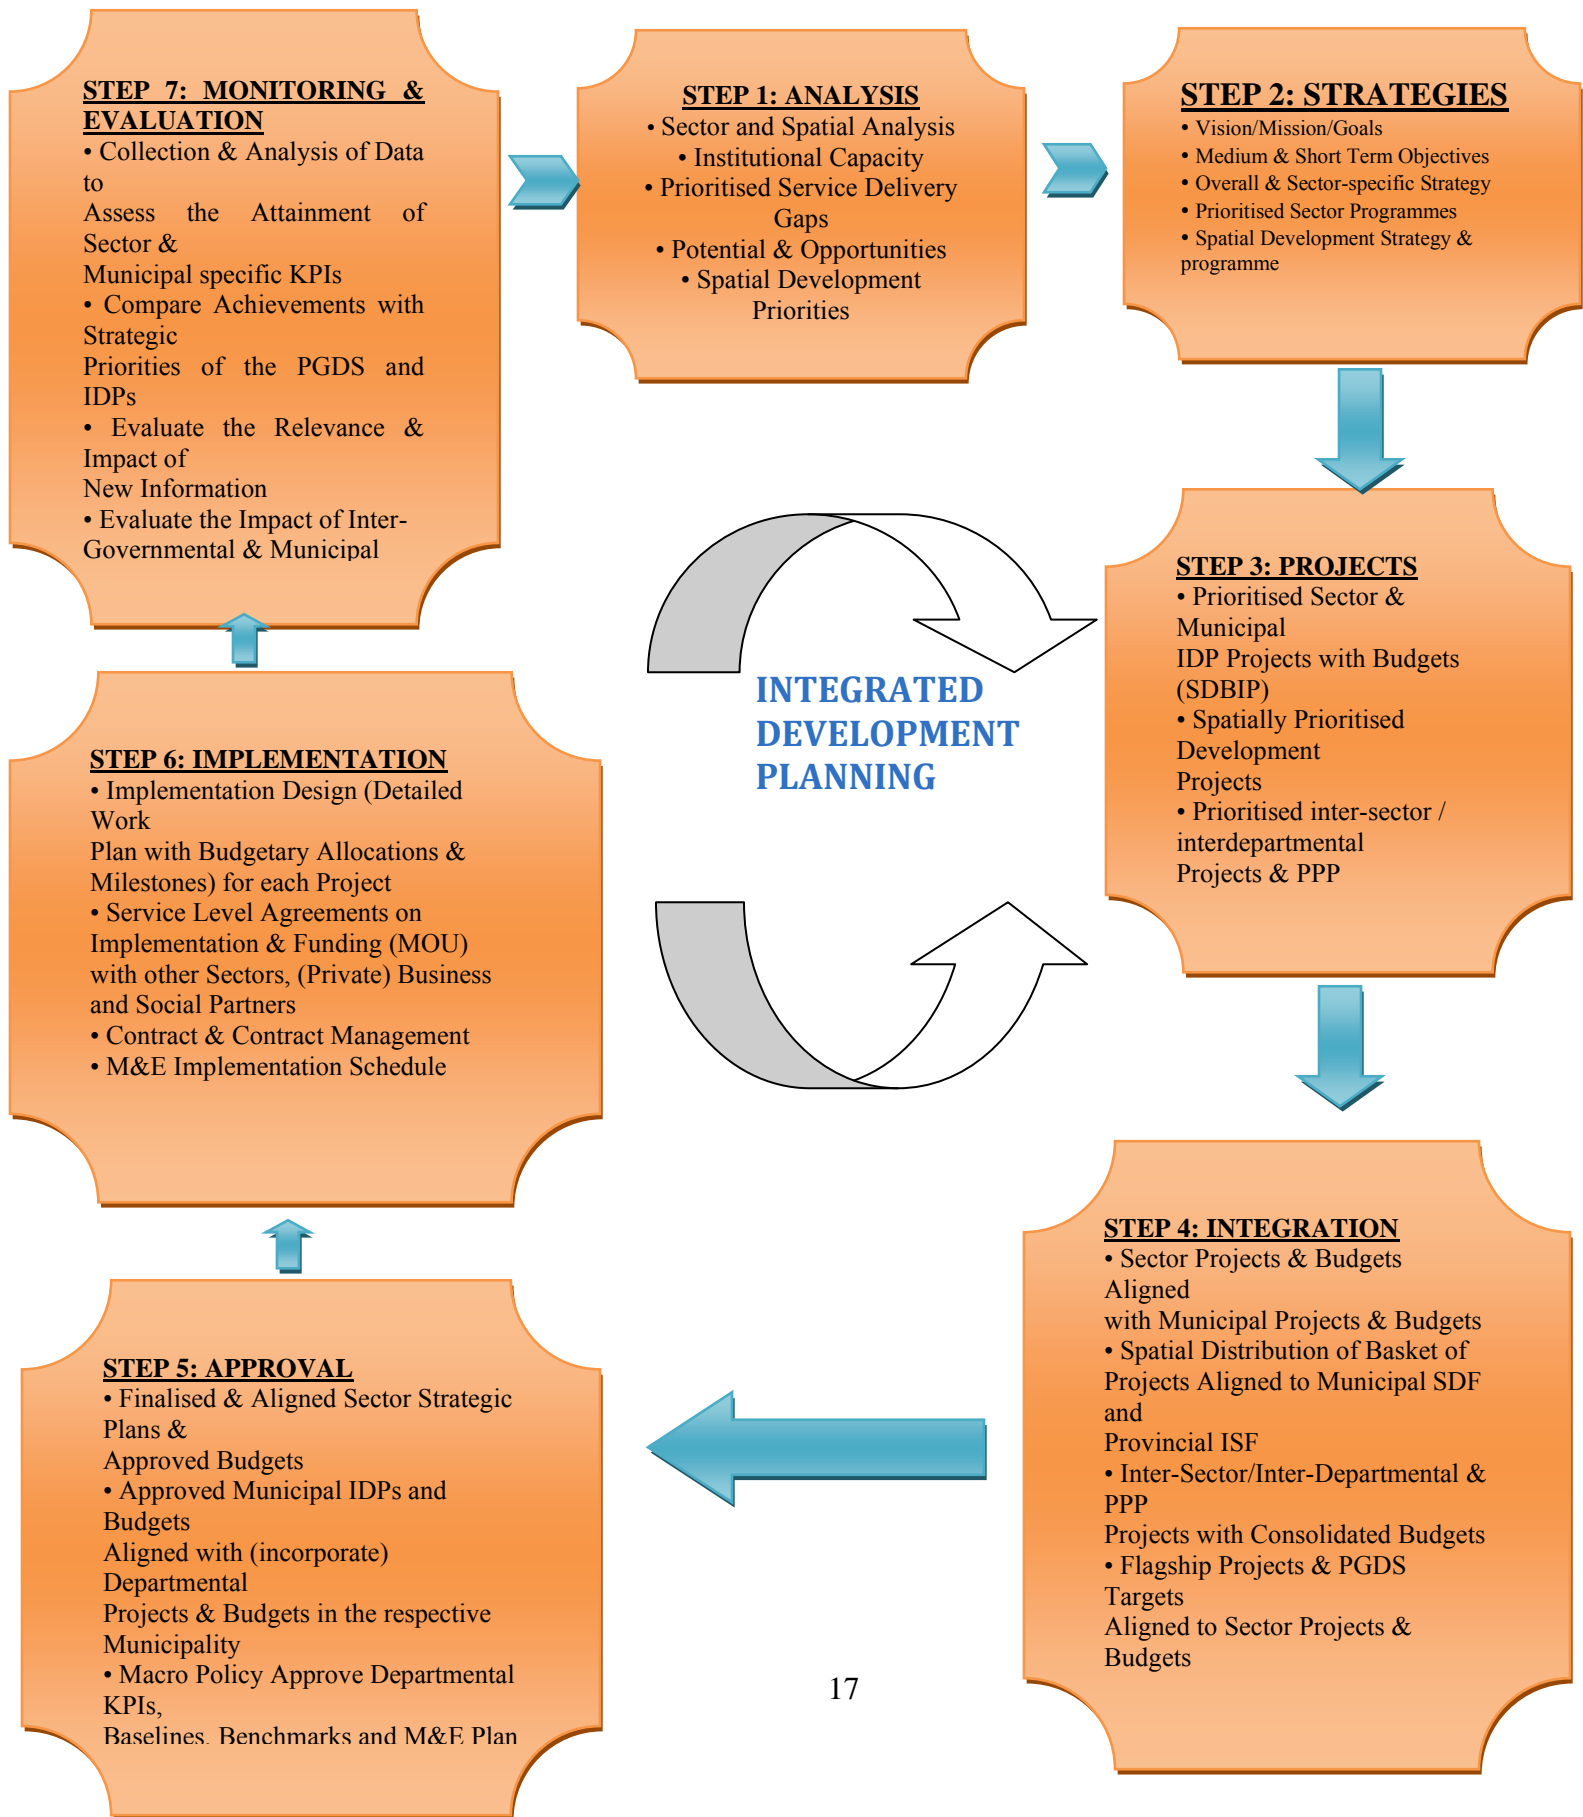 STEP 7: MONITORING &
EVALUATION
• Collection & Analysis of Data
to
Assess the Attainment of
Sector &
Municipal specific KPIs
• Compare Achievements with
Strategic
Priorities of the PGDS and
IDPs
• Evaluate the Relevance &
Impact of
New Information
• Evaluate the Impact of Inter-
Governmental & Municipal
STEP 1: ANALYSIS
• Sector and Spatial Analysis
• Institutional Capacity
• Prioritised Service Delivery
Gaps
• Potential & Opportunities
• Spatial Development
Priorities
STEP 2: STRATEGIES
• Vision/Mission/Goals
• Medium & Short Term Objectives
• Overall & Sector-specific Strategy
• Prioritised Sector Programmes
• Spatial Development Strategy &
programme
STEP 3: PROJECTS
• Prioritised Sector &
Municipal
IDP Projects with Budgets
(SDBIP)
• Spatially Prioritised
Development
Projects
• Prioritised inter-sector /
interdepartmental
Projects & PPP
INTEGRATED
DEVELOPMENT
PLANNING
STEP 6: IMPLEMENTATION
• Implementation Design (Detailed
Work
Plan with Budgetary Allocations &
Milestones) for each Project
• Service Level Agreements on
Implementation & Funding (MOU)
with other Sectors, (Private) Business
and Social Partners
• Contract & Contract Management
• M&E Implementation Schedule
STEP 4: INTEGRATION
• Sector Projects & Budgets
Aligned
with Municipal Projects & Budgets
• Spatial Distribution of Basket of
Projects Aligned to Municipal SDF
and
Provincial ISF
• Inter-Sector/Inter-Departmental &
PPP
Projects with Consolidated Budgets
• Flagship Projects & PGDS
Targets
Aligned to Sector Projects &
Budgets
STEP 5: APPROVAL
• Finalised & Aligned Sector Strategic
Plans &
Approved Budgets
• Approved Municipal IDPs and
Budgets
Aligned with (incorporate)
Departmental
Projects & Budgets in the respective
Municipality
• Macro Policy Approve Departmental
KPIs,
Baselines, Benchmarks and M&E Plan
17